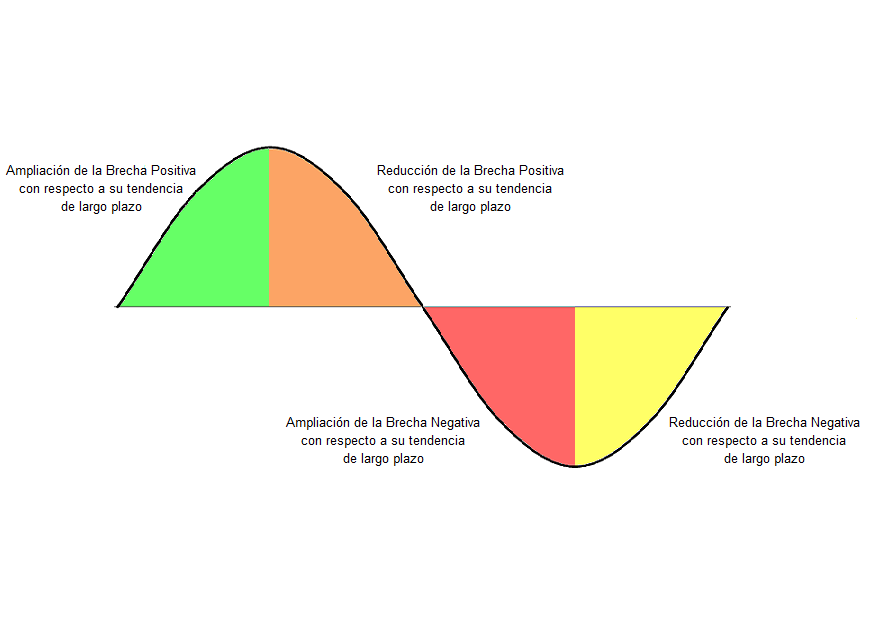 Ampliación de la Brecha Positiva
con respecto a su tendencia
de largo plazo
Reducción de la Brecha Positiva
con respecto a su tendencia
de largo plazo
Ampliación de la Brecha Negativa
con respecto a su tendencia
de largo plazo
Reducción de la Brecha Negativa
con respecto a su tendencia
de largo plazo